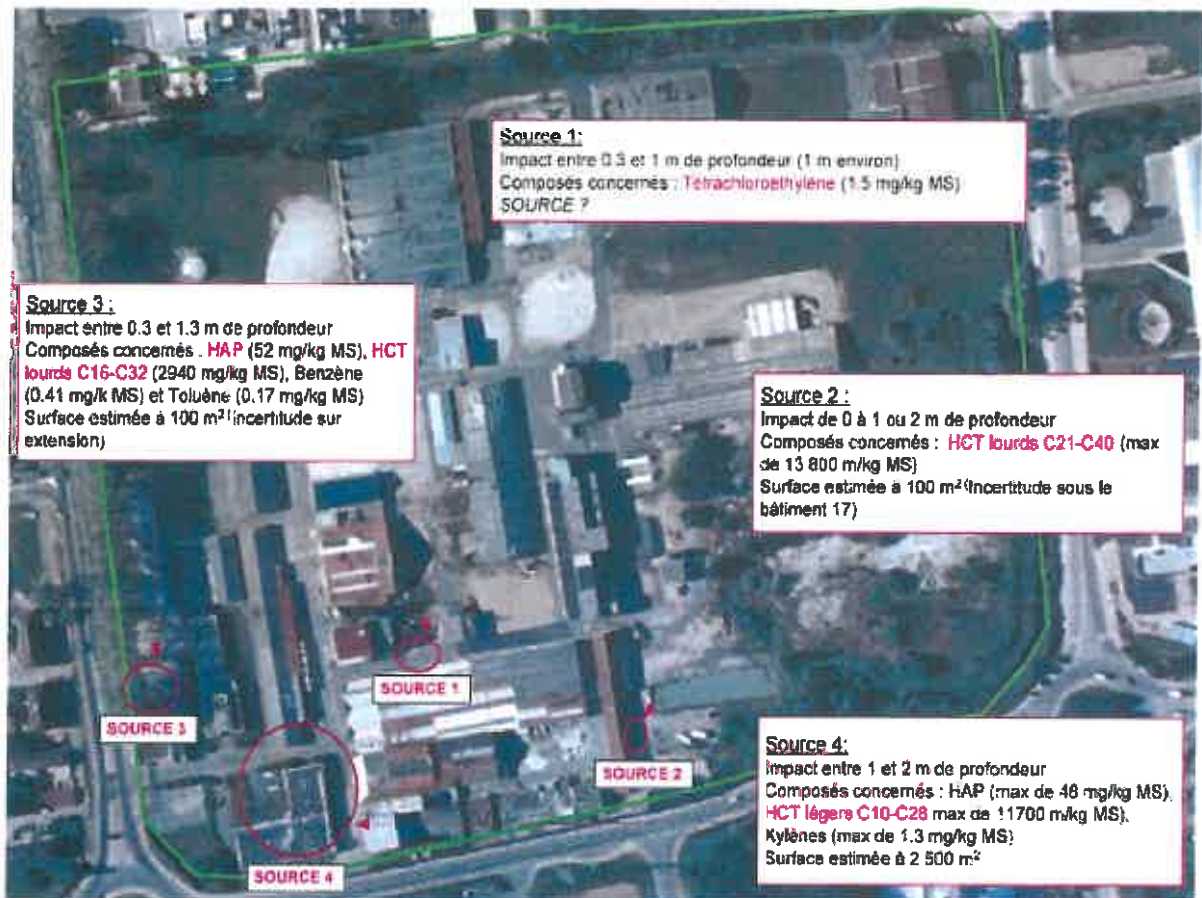 Source 1:
Impact entre 0.3 et 1 m de profondeur (1 m environ)
Composés concernés : Tétrachloroéthylène (1.5 mg/kg MS)
SOURCE ?
Source 3 :
Impact entre 0.3 et 1.3 m de profondeur
Composés concernés : HAP (52 mg/kg MS), HCT
lourds C16-C32 (2940 mg/kg MS), Benzène
(0.41 mg/k MS) et Toluène (0.17 mg/kg MS)
Surface estimée à 100 m² (incertitude sur
extension)
Source 2 :
Impact de 0 à 1 ou 2 m de profondeur
Composés concernés : HCT lourds C21-C40 (max
de 13 800 m/kg MS)
Surface estimée à 100 m² (Incertitude sous le
bâtiment 17)
SOURCE 1
SOURCE 3
SOURCE 2
Source 4:
Impact entre 1 et 2 m de profondeur
Composés concernés : HAP (max de 46 mg/kg MS),
HCT légers C10-C28 max de 11700 m/kg MS),
Xylènes (max de 1.3 mg/kg MS)
Surface estimée à 2 500 m²
SOURCE 4